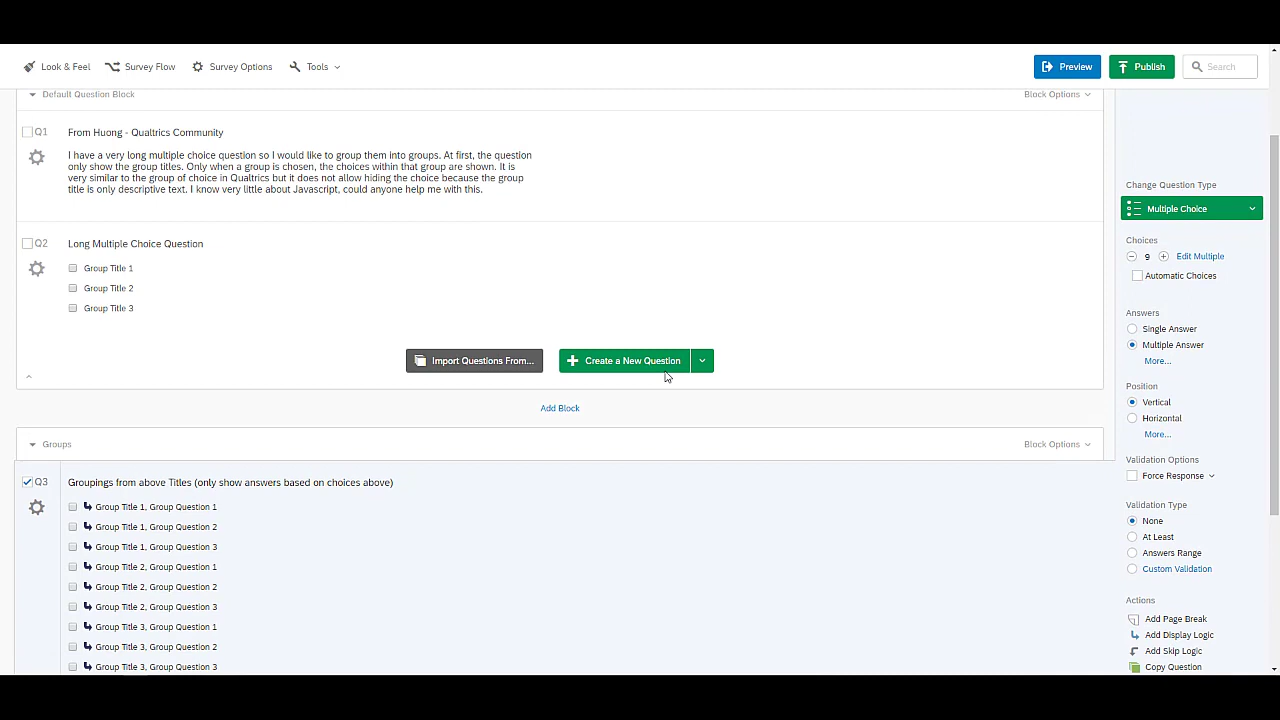 Look & Feel
Survey Flow
Survey Options
Tools
Preview
Publish
Search
Default Question Block
Block Options
Q1
From Huong - Qualtrics Community
I have a very long multiple choice question so I would like to group them into groups. At first, the question
only show the group titles. Only when a group is chosen, the choices within that group are shown. It is
very similar to the group of choice in Qualtrics but it does not allow hiding the choice because the group
title is only descriptive text. I know very little about Javascript, could anyone help me with this.
Q2
Long Multiple Choice Question
Group Title 1
Group Title 2
Group Title 3
Import Questions From...
Create a New Question
Add Block
Groups
Block Options
Q3
Groupings from above Titles (only show answers based on choices above)
Group Title 1, Group Question 1
Group Title 1, Group Question 2
Group Title 1, Group Question 3
Group Title 2, Group Question 1
Group Title 2, Group Question 2
Group Title 2, Group Question 3
Group Title 3, Group Question 1
Group Title 3, Group Question 2
Group Title 3, Group Question 3
Change Question Type
Multiple Choice
Choices
9 Edit Multiple
Automatic Choices
Answers
Single Answer
Multiple Answer
More...
Position
Vertical
Horizontal
More...
Validation Options
Force Response
Validation Type
None
At Least
Answers Range
Custom Validation
Actions
Add Page Break
Add Display Logic
Add Skip Logic
Copy Question